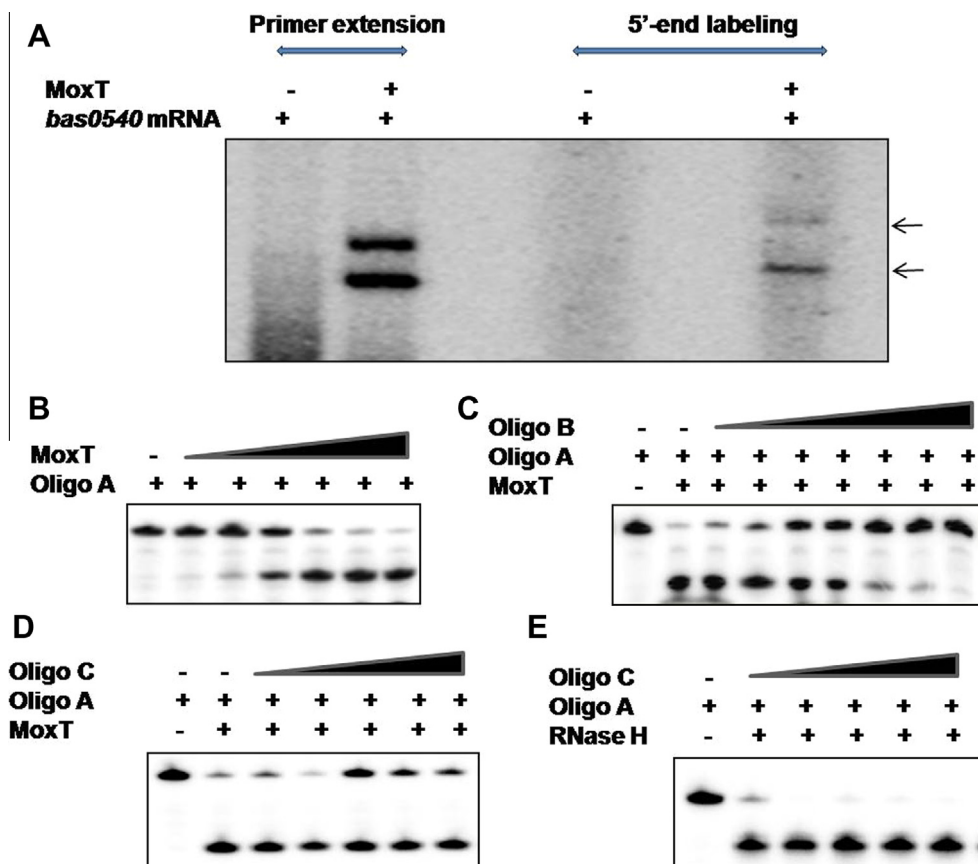 A
Primer extension 5'-end labeling
MoxT - + - +
bas0540 mRNA + + + +
B
MoxT -
Oligo A + + + + + + +
C
Oligo B - -
Oligo A + + + + + + + + +
MoxT - + + + + + + + +
D
Oligo C - -
Oligo A + + + + + + +
MoxT - + + + + + +
E
Oligo C -
Oligo A + + + + + +
RNase H - + + + + +